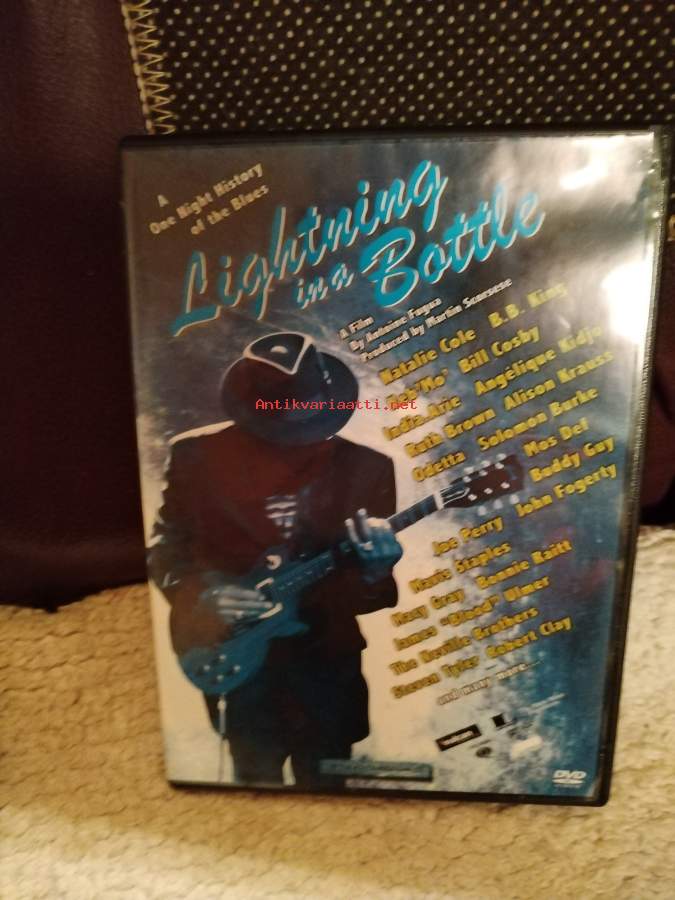 A
One Night History
of the Blues
Lightning
in a Bottle
A Film
By Antoine Fuqua
Produced by Martin Scorsese
Natalie Cole B.B. King
'Mo' Bill Cosby
India.Arie Angélique Kidjo
Antikvariaatti.net
Ruth Brown Alison Krauss
Odetta Solomon Burke
Mos Def
Buddy Guy
Joe Perry John Fogerty
Mavis Staples
Macy Gray Bonnie Raitt
James "Blood" Ulmer
The Neville Brothers
Steven Tyler Robert Clay
and many more...
DVD